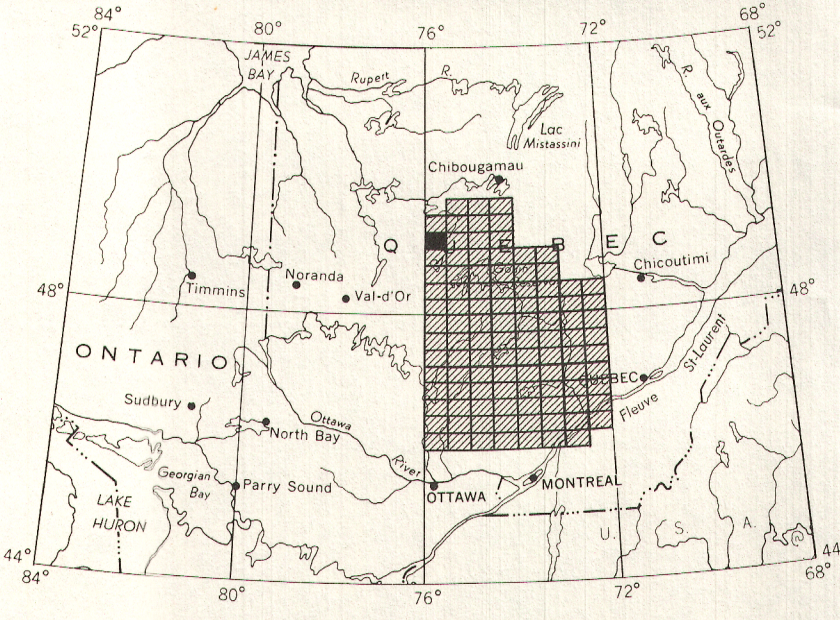 84°
80°
76°
72°
68°
52°
52°
JAMES
BAY
Rupert R.
R. aux Outardes
Lac
Mistassini
Chibougamau
Q U E B E C
Chicoutimi
Noranda
Timmins
Val-d'Or
48°
48°
ONTARIO
St-Laurent
Fleuve
QUEBEC
Sudbury
Ottawa
River
North Bay
Georgian
Bay
Parry Sound
OTTAWA
MONTREAL
LAKE
HURON
U. S. A.
44°
44
84°
80°
76°
72°
68°